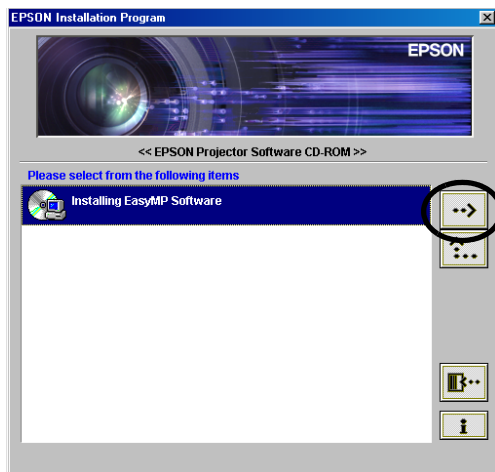 EPSON Installation Program
EPSON
<< EPSON Projector Software CD-ROM >>
Please select from the following items
Installing EasyMP Software
i